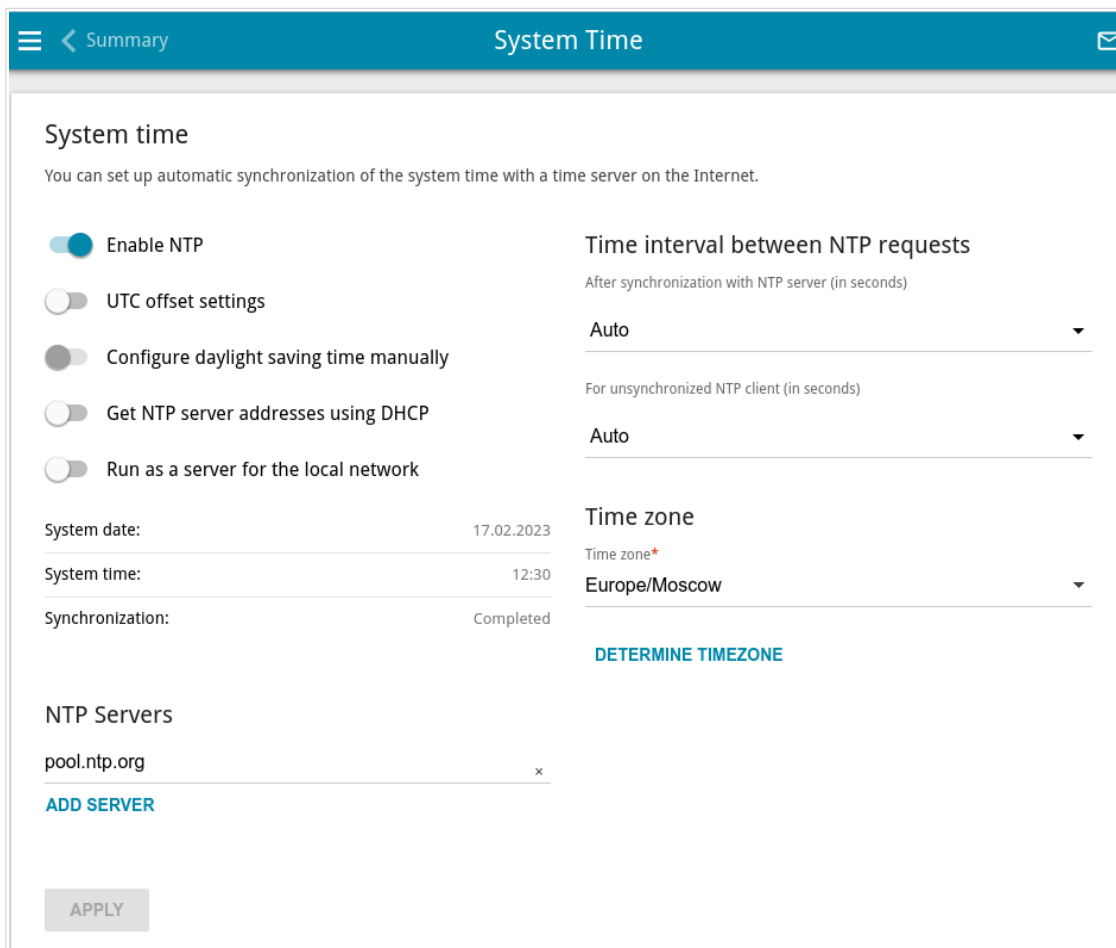 Summary
System Time
System time
You can set up automatic synchronization of the system time with a time server on the Internet.
Enable NTP
UTC offset settings
Configure daylight saving time manually
Get NTP server addresses using DHCP
Run as a server for the local network
System date: 17.02.2023
System time: 12:30
Synchronization: Completed
NTP Servers
pool.ntp.org ×
ADD SERVER
APPLY
Time interval between NTP requests
After synchronization with NTP server (in seconds)
Auto
For unsynchronized NTP client (in seconds)
Auto
Time zone
Time zone*
Europe/Moscow
DETERMINE TIMEZONE